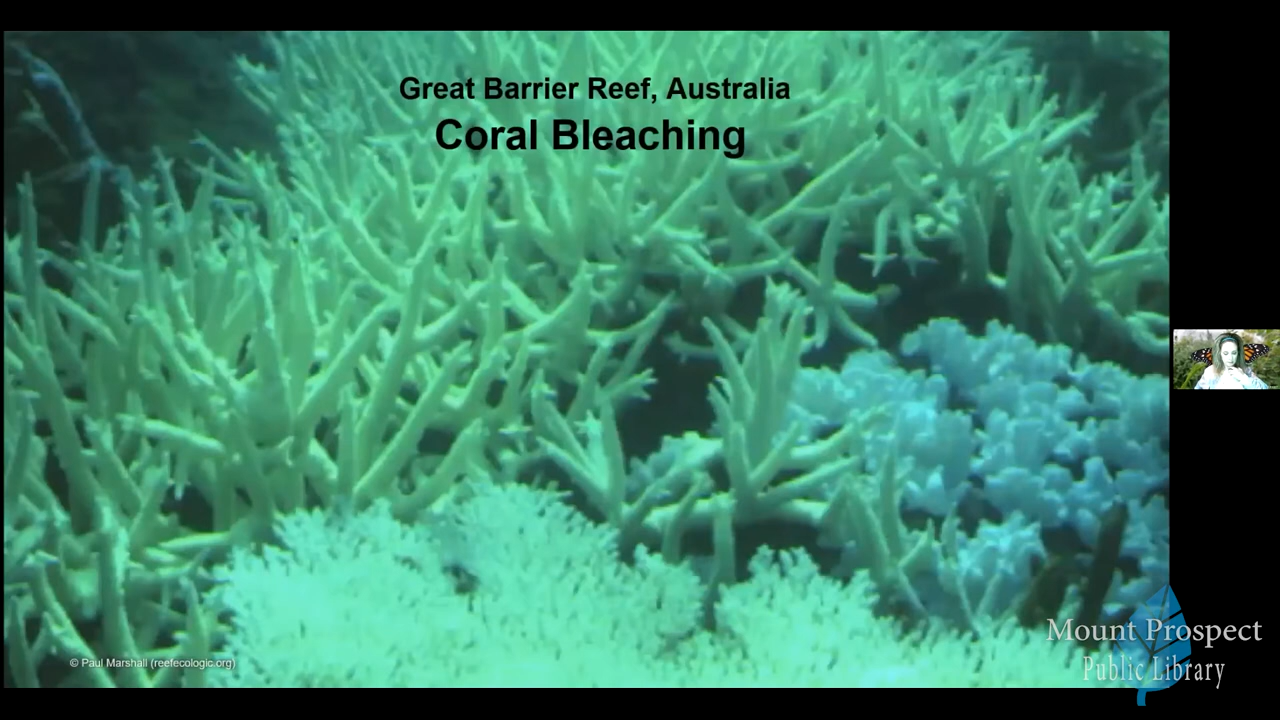 Great Barrier Reef, Australia
Coral Bleaching
© Paul Marshall (reefecologic.org)
Mount Prospect
Public Library